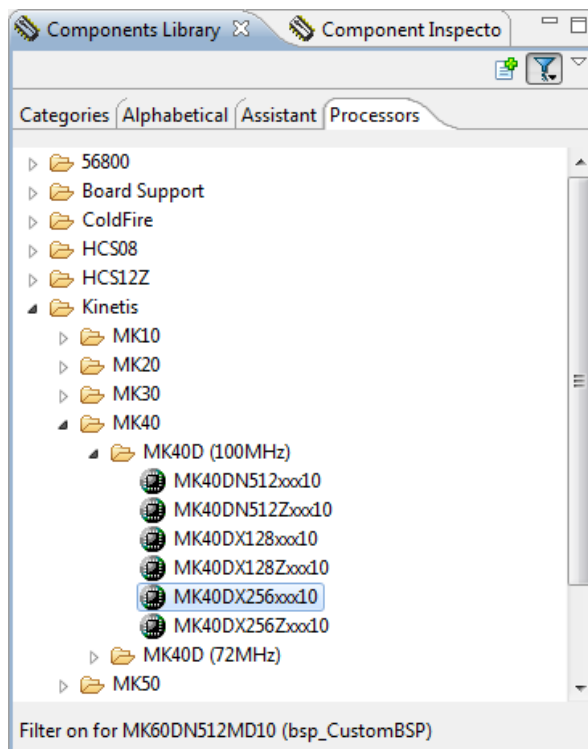 Components Library Component Inspecto
Categories Alphabetical Assistant Processors
56800
Board Support
ColdFire
HCS08
HCS12Z
Kinetis
MK10
MK20
MK30
MK40
MK40D (100MHz)
MK40DN512xxx10
MK40DN512Zxxx10
MK40DX128xxx10
MK40DX128Zxxx10
MK40DX256xxx10
MK40DX256Zxxx10
MK40D (72MHz)
MK50
Filter on for MK60DN512MD10 (bsp_CustomBSP)